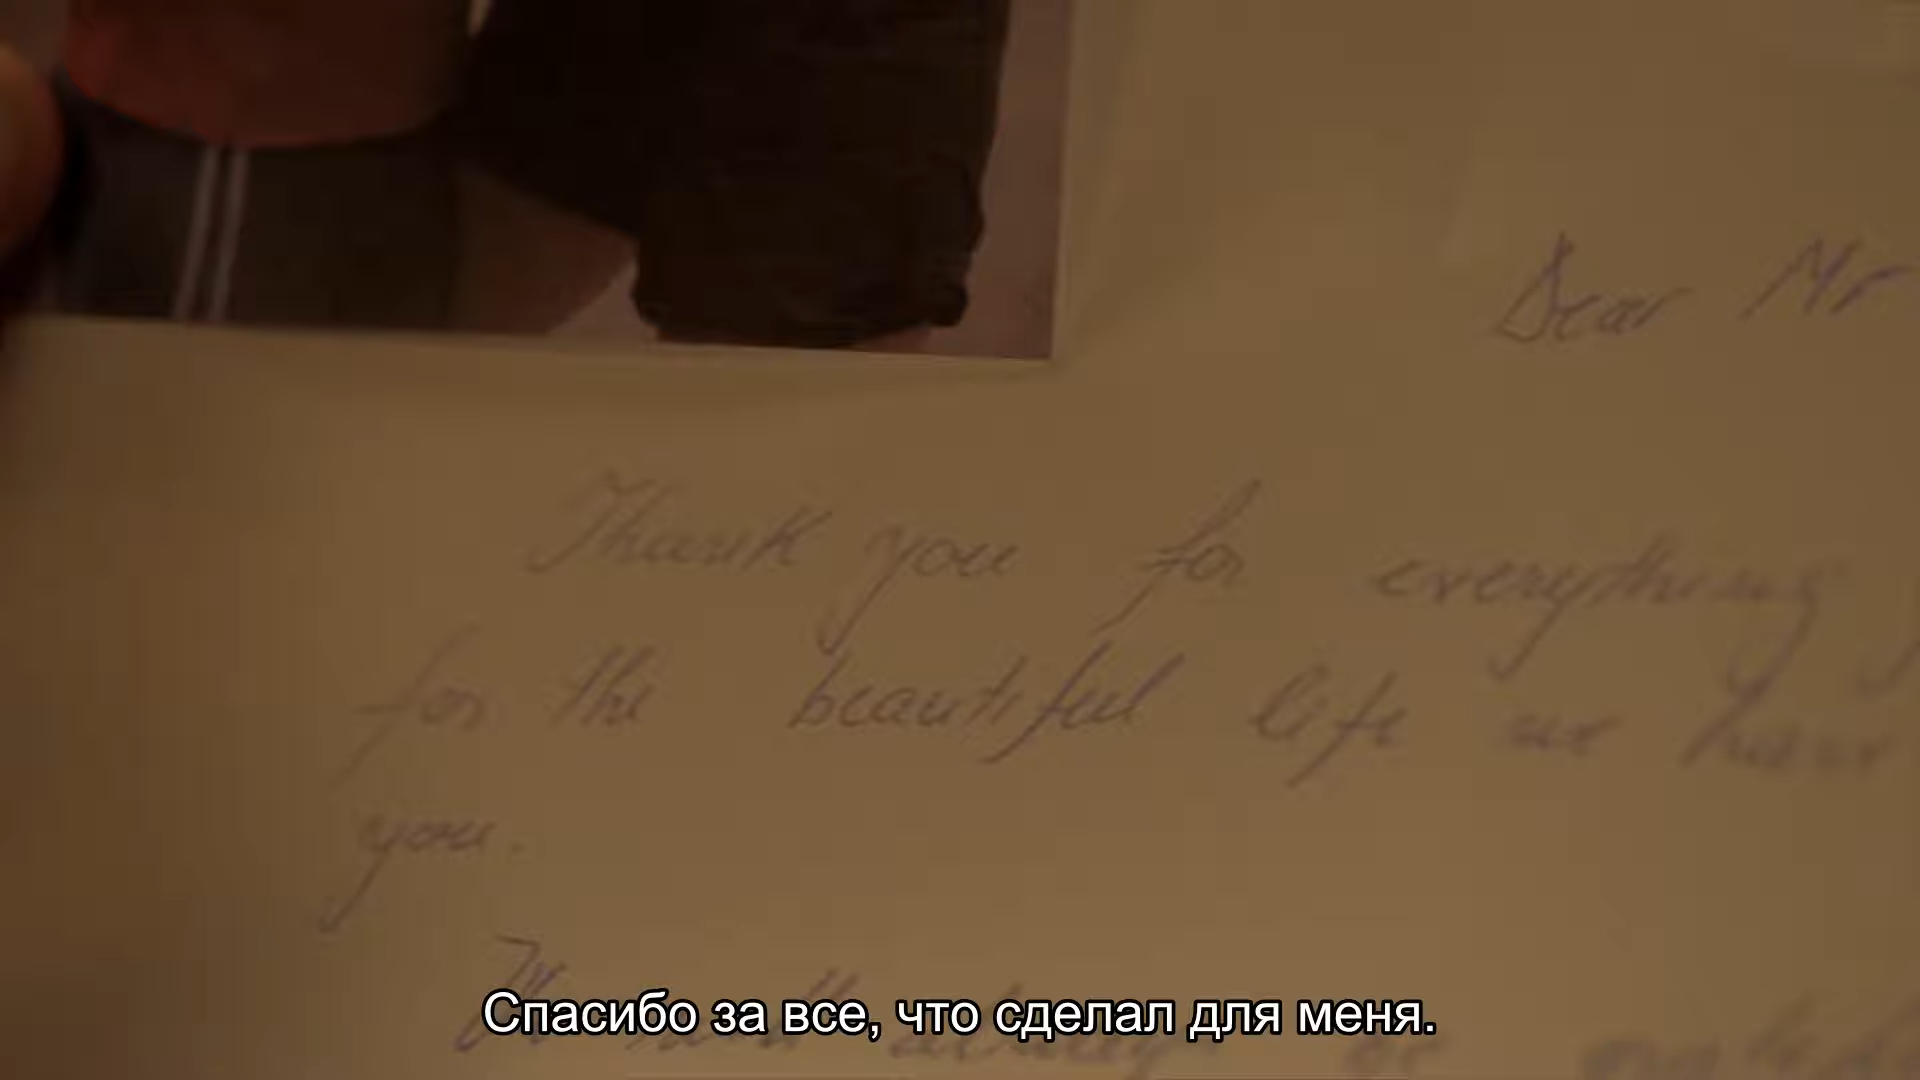 Dear Mr
Thank you for everything
for the beautiful life we have
you.
Спасибо за все, что сделал для меня.